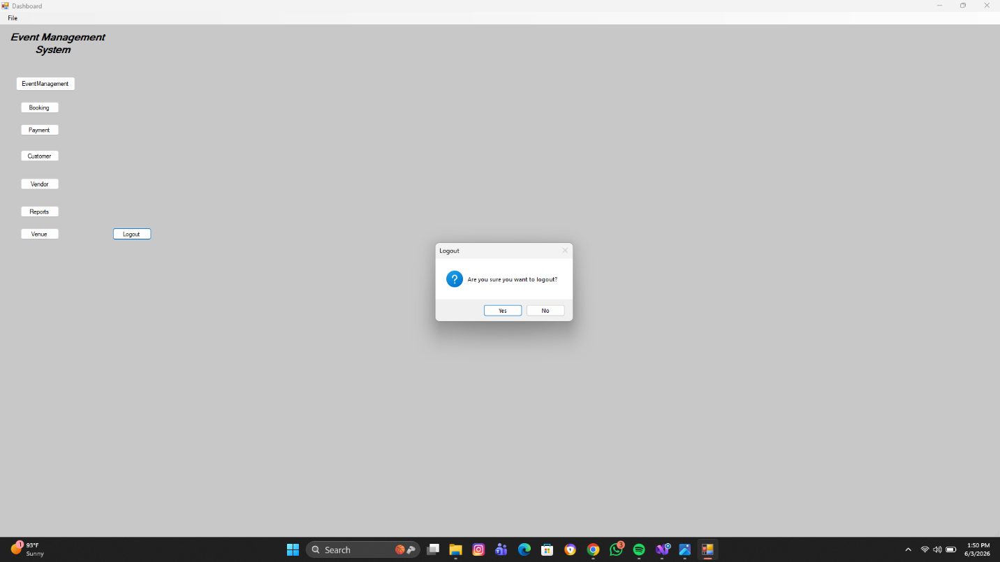 Dashboard
File
Event Management
System
EventManagement
Booking
Payment
Customer
Vendor
Reports
Venue
Logout
Logout
Are you sure you want to logout?
Yes
No
1
93°F
Sunny
Search
3
1:50 PM
6/3/2026